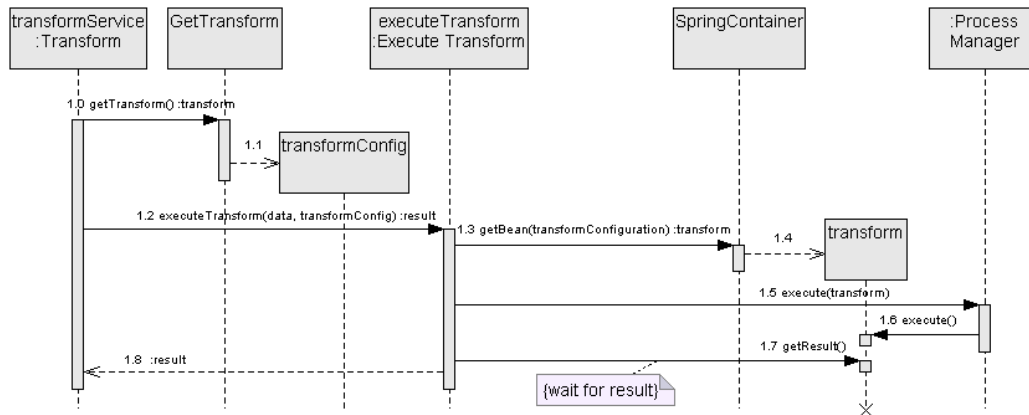 transformService
:Transform
GetTransform
executeTransform
:Execute Transform
SpringContainer
:Process
Manager
1.0 getTransform() :transform
1.1
transformConfig
1.2 executeTransform(data, transformConfig) :result
1.3 getBean(transformConfiguration) :transform
1.4
transform
1.5 execute(transform)
1.6 execute()
1.7 getResult()
1.8 :result
{wait for result}